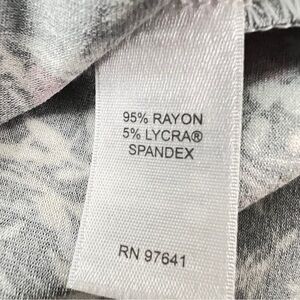 95% RAYON
5% LYCRA®
SPANDEX
RN 97641